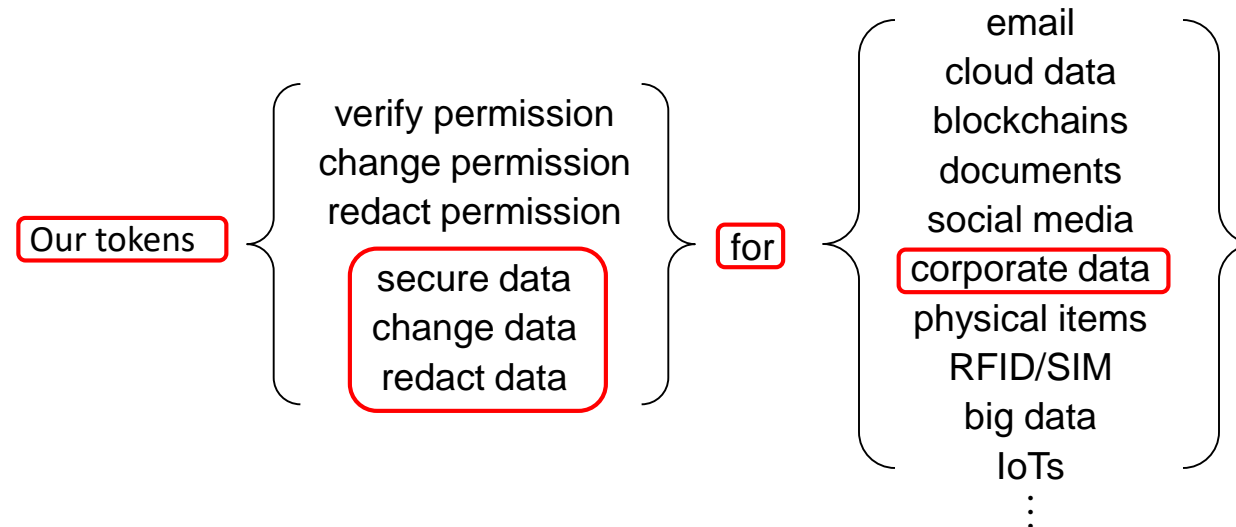 Our tokens
verify permission
change permission
redact permission
secure data
change data
redact data
for
email
cloud data
blockchains
documents
social media
corporate data
physical items
RFID/SIM
big data
IoTs
⋮